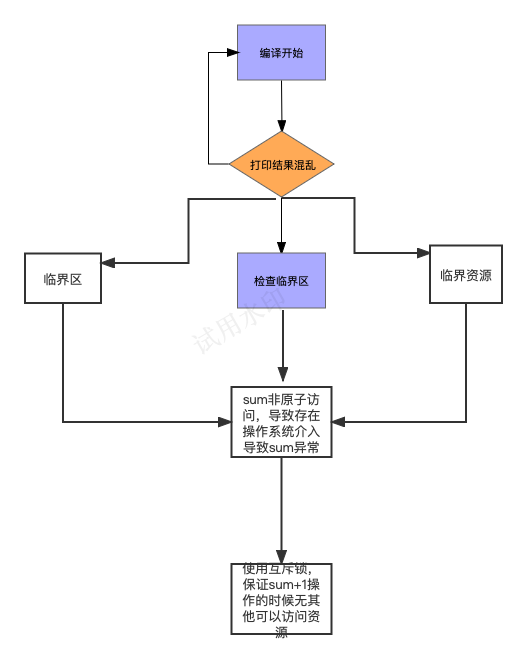 编译开始
打印结果混乱
临界区
检查临界区
临界资源
试用水印
sum非原子访
问，导致存在
操作系统介入
导致sum异常
使用互斥锁，
保证sum+1操
作的时候无其
他可以访问资
源